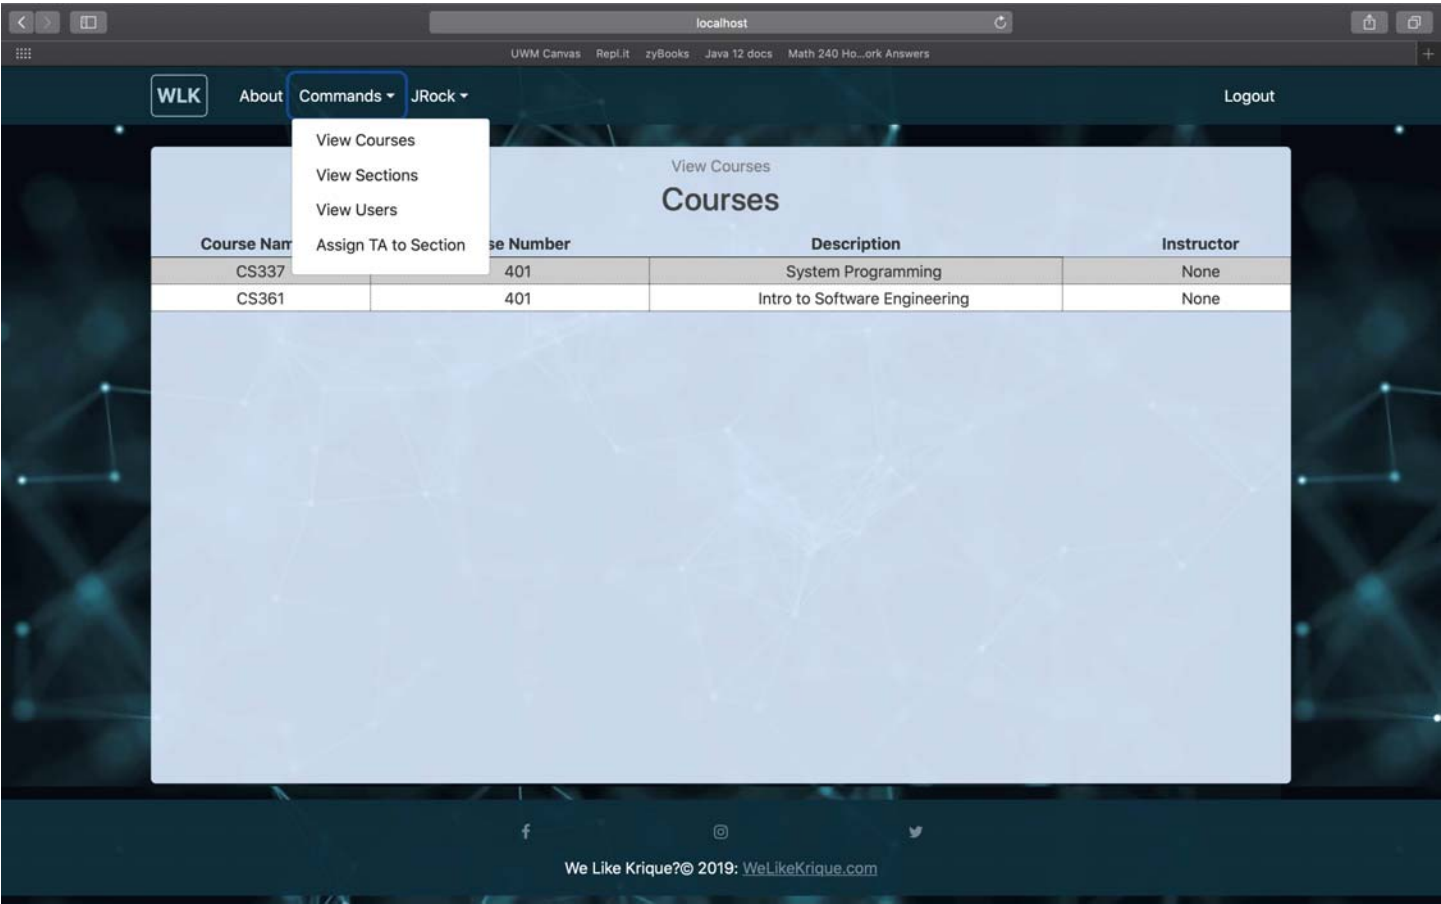 localhost
UWM Canvas Repl.it zyBooks Java 12 docs Math 240 Ho...ork Answers
WLK About Commands JRock Logout
View Courses
View Sections
View Users
Assign TA to Section
View Courses
Courses
Course Nam se Number Description Instructor
CS337 401 System Programming None
CS361 401 Intro to Software Engineering None
We Like Krique?© 2019: WeLikeKrique.com